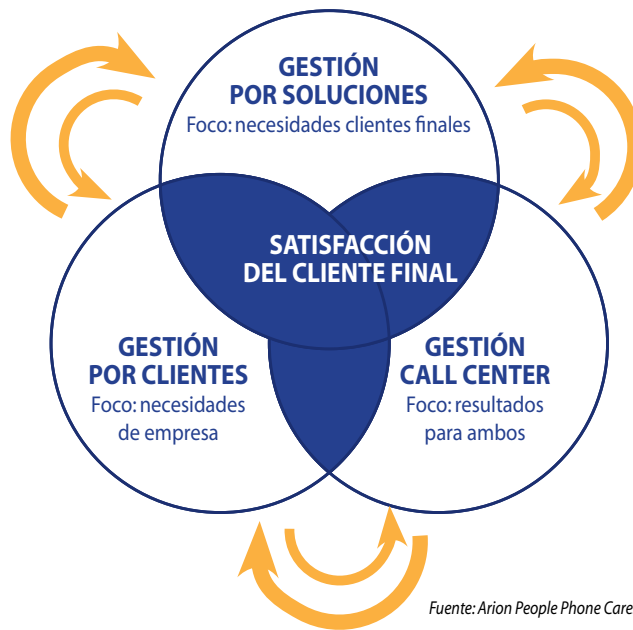 GESTIÓN
POR SOLUCIONES
Foco: necesidades clientes finales
SATISFACCIÓN
DEL CLIENTE FINAL
GESTIÓN
POR CLIENTES
Foco: necesidades
de empresa
GESTIÓN
CALL CENTER
Foco: resultados
para ambos
Fuente: Arion People Phone Care